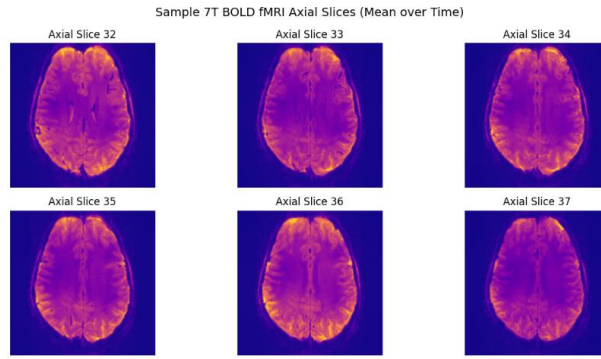 Sample 7T BOLD fMRI Axial Slices (Mean over Time)
Axial Slice 32
Axial Slice 33
Axial Slice 34
Axial Slice 35
Axial Slice 36
Axial Slice 37